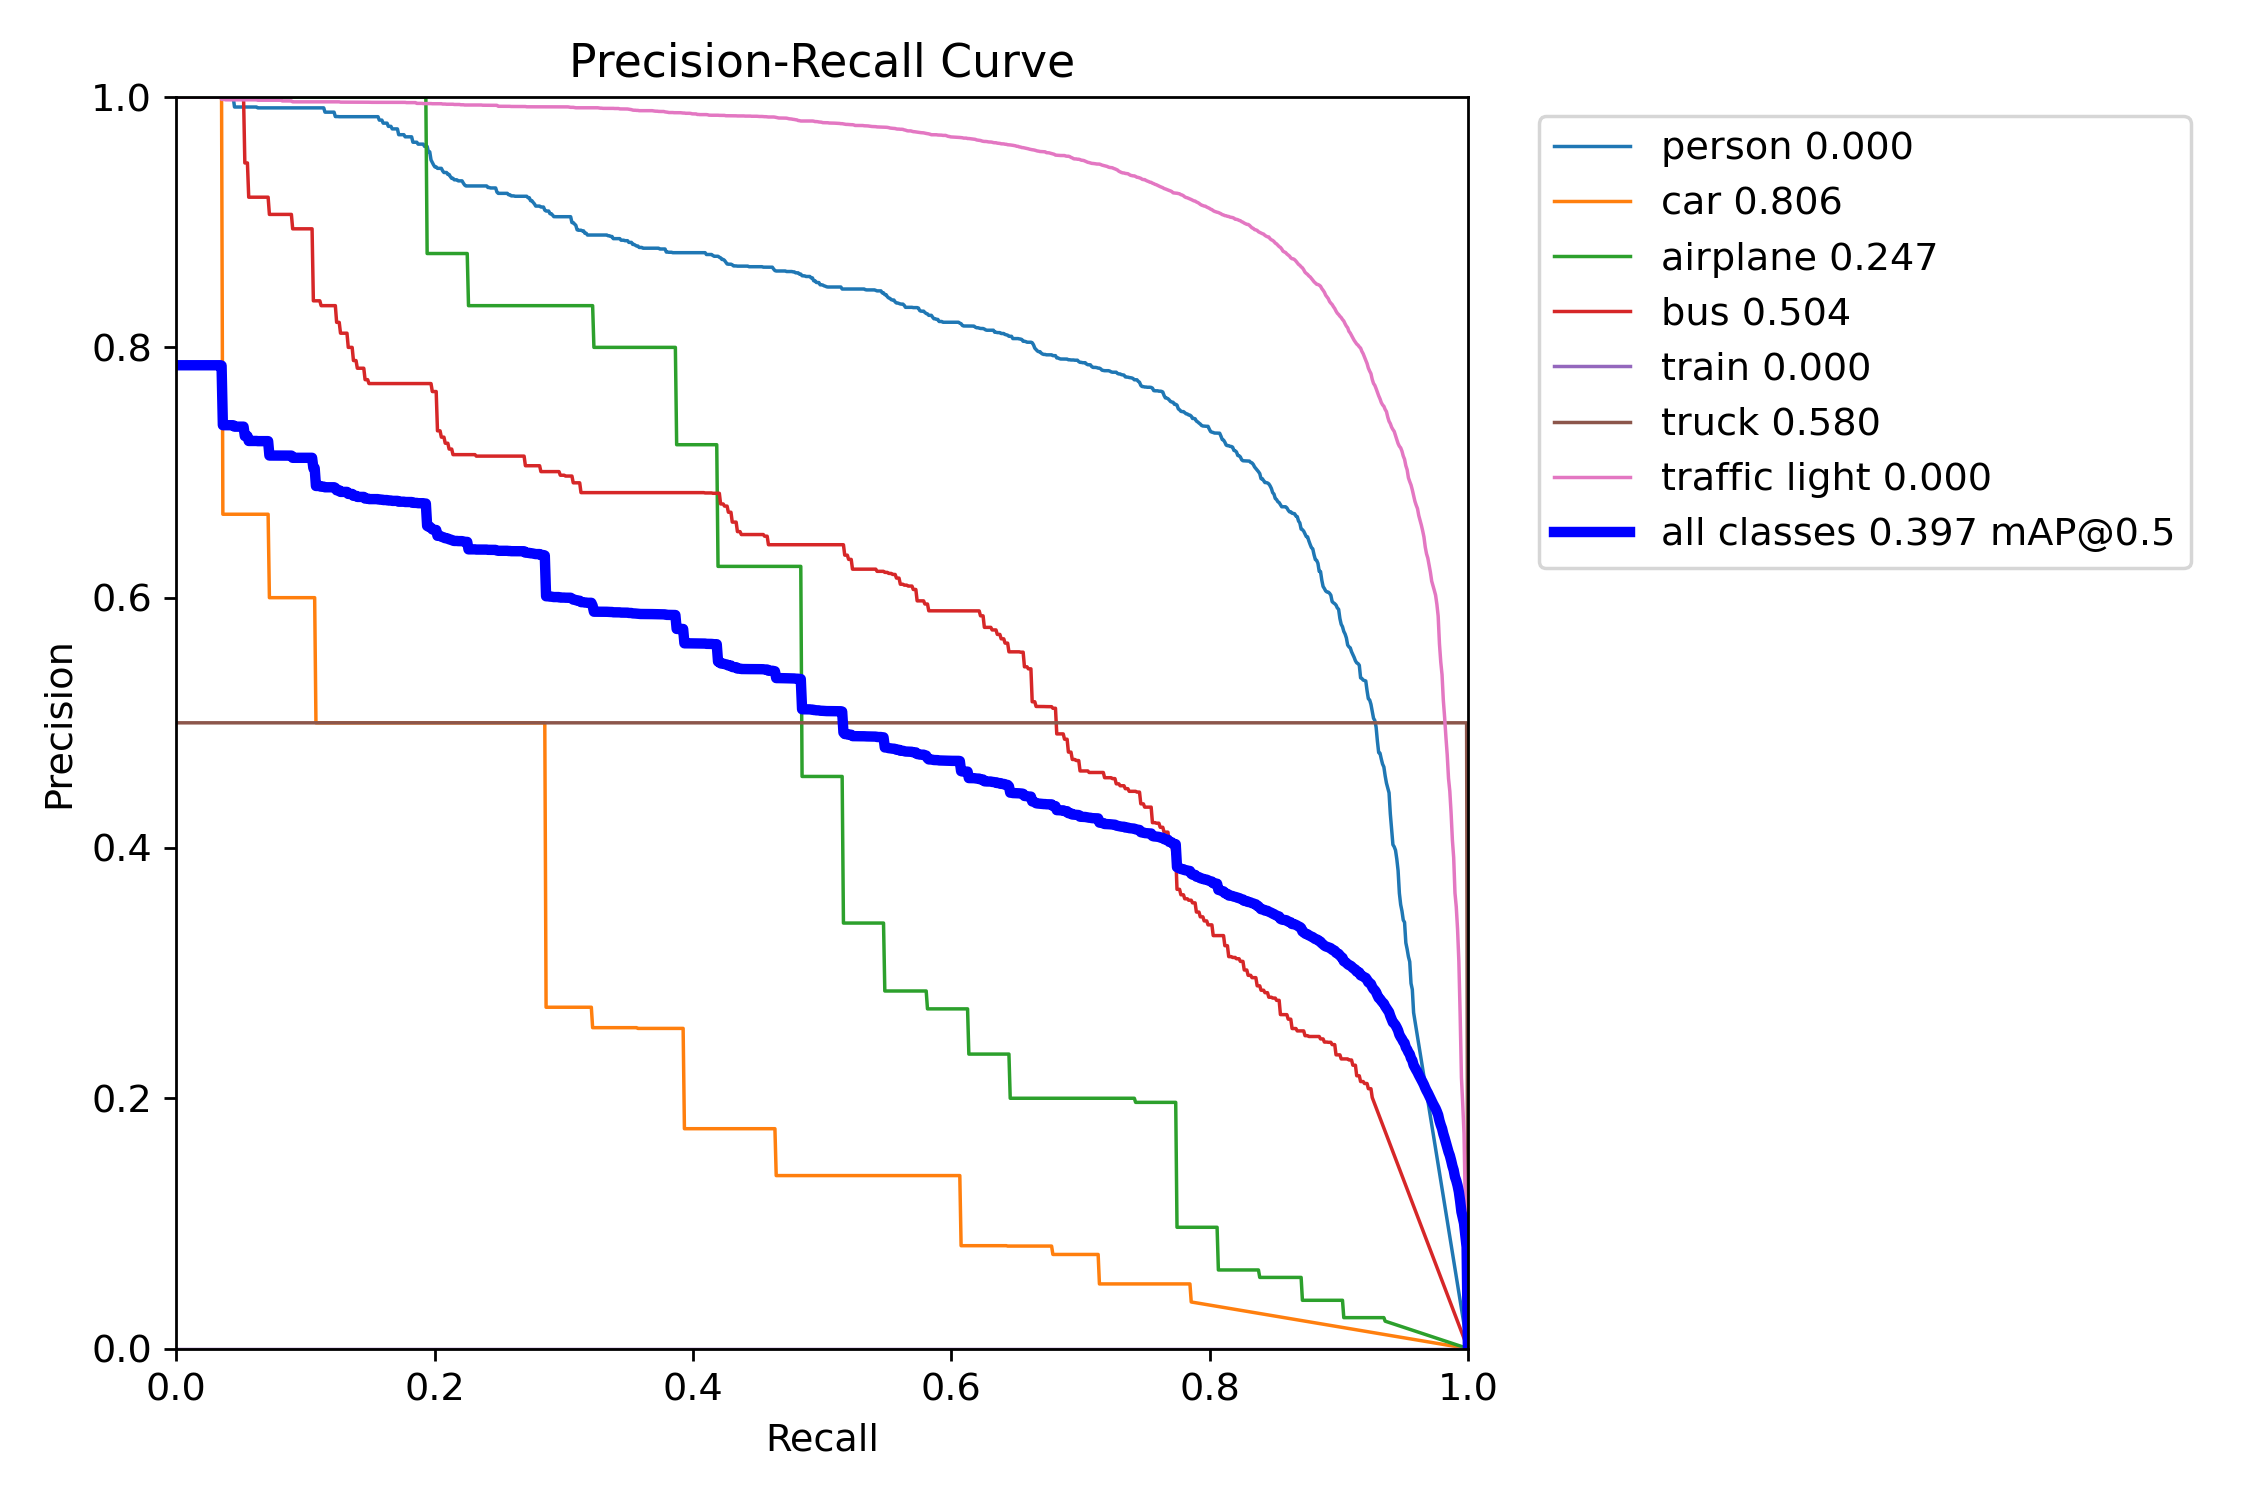 Precision-Recall Curve
1.0
0.8
0.6
0.4
0.2
0.0
Precision
0.0 0.2 0.4 0.6 0.8 1.0
Recall
person 0.000
car 0.806
airplane 0.247
bus 0.504
train 0.000
truck 0.580
traffic light 0.000
all classes 0.397 mAP@0.5